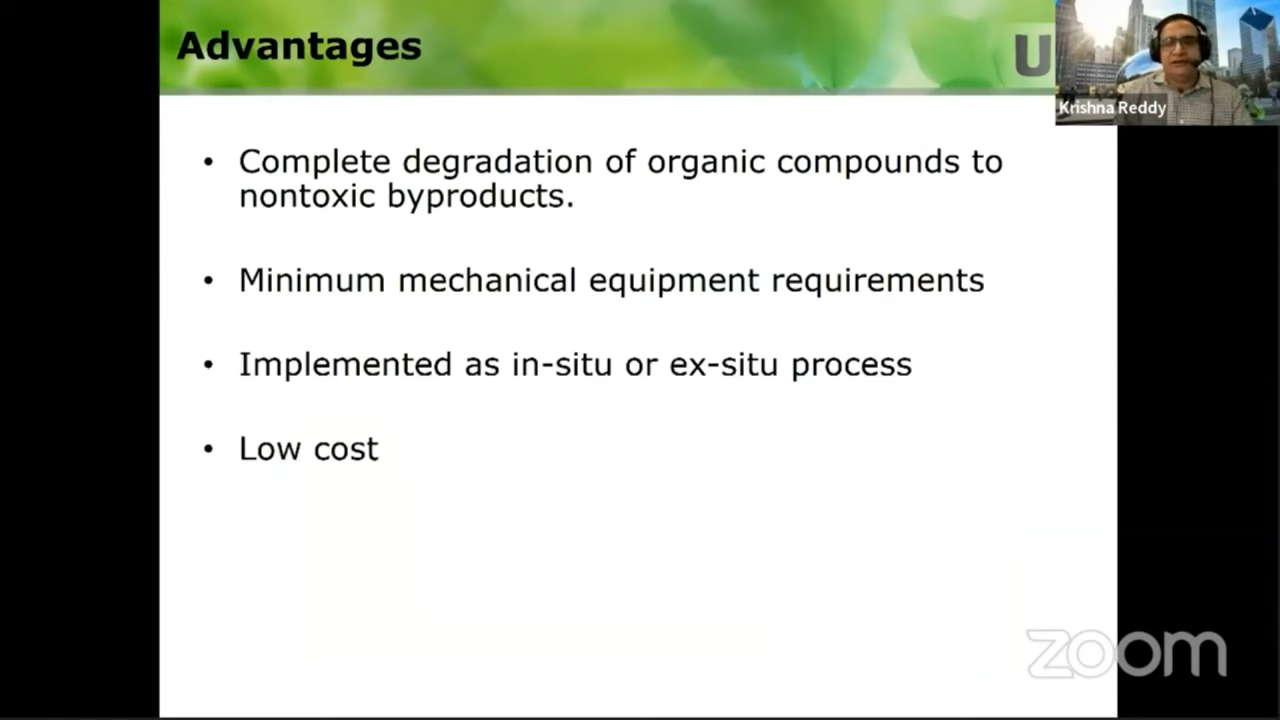 Advantages
U
Krishna Reddy
• Complete degradation of organic compounds to
nontoxic byproducts.
• Minimum mechanical equipment requirements
• Implemented as in-situ or ex-situ process
• Low cost
zoom